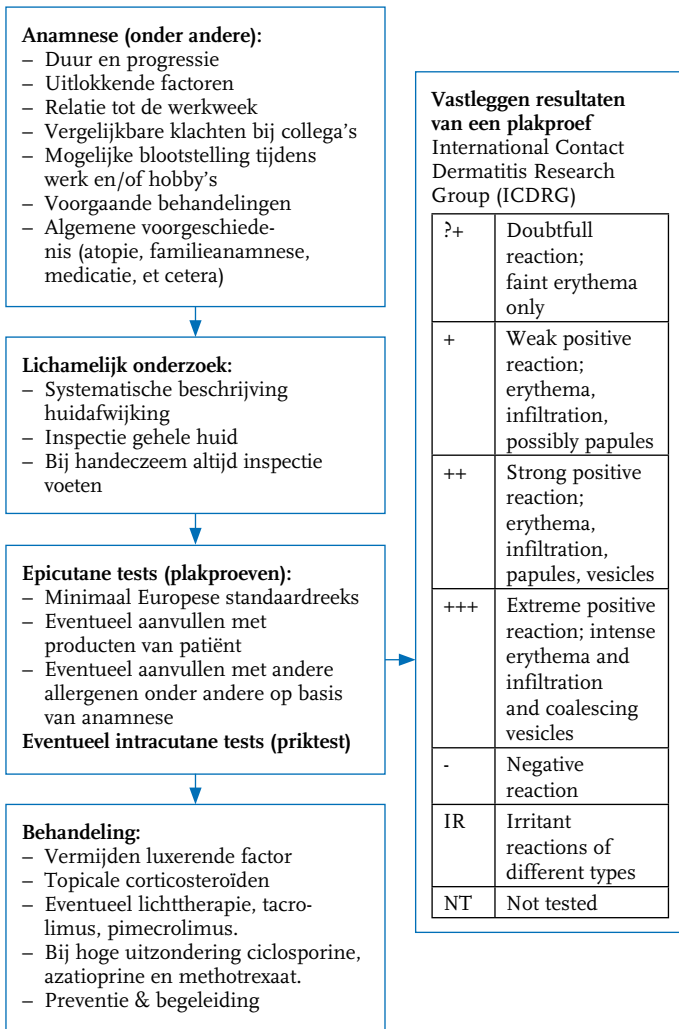 Anamnese (onder andere):
– Duur en progressie
– Uitlokkende factoren
– Relatie tot de werkweek
– Vergelijkbare klachten bij collega's
– Mogelijke blootstelling tijdens
werk en/of hobby's
– Voorgaande behandelingen
– Algemene voorgeschiede-
nis (atopie, familieanamnese,
medicatie, et cetera)
Lichamelijk onderzoek:
– Systematische beschrijving
huidafwijking
– Inspectie gehele huid
– Bij handeczeem altijd inspectie
voeten
Epicutane tests (plakproeven):
– Minimaal Europese standaardreeks
– Eventueel aanvullen met
producten van patiënt
– Eventueel aanvullen met andere
allergenen onder andere op basis
van anamnese
Eventueel intracutane tests (priktest)
Behandeling:
– Vermijden luxerende factor
– Topicale corticosteroïden
– Eventueel lichttherapie, tacro-
limus, pimecrolimus.
– Bij hoge uitzondering ciclosporine,
azatioprine en methotrexaat.
– Preventie & begeleiding
Vastleggen resultaten
van een plakproef
International Contact
Dermatitis Research
Group (ICDRG)
?+ Doubtfull
reaction;
faint erythema
only
+ Weak positive
reaction;
erythema,
infiltration,
possibly papules
++ Strong positive
reaction;
erythema,
infiltration,
papules, vesicles
+++ Extreme positive
reaction; intense
erythema and
infiltration
and coalescing
vesicles
- Negative
reaction
IR Irritant
reactions of
different types
NT Not tested